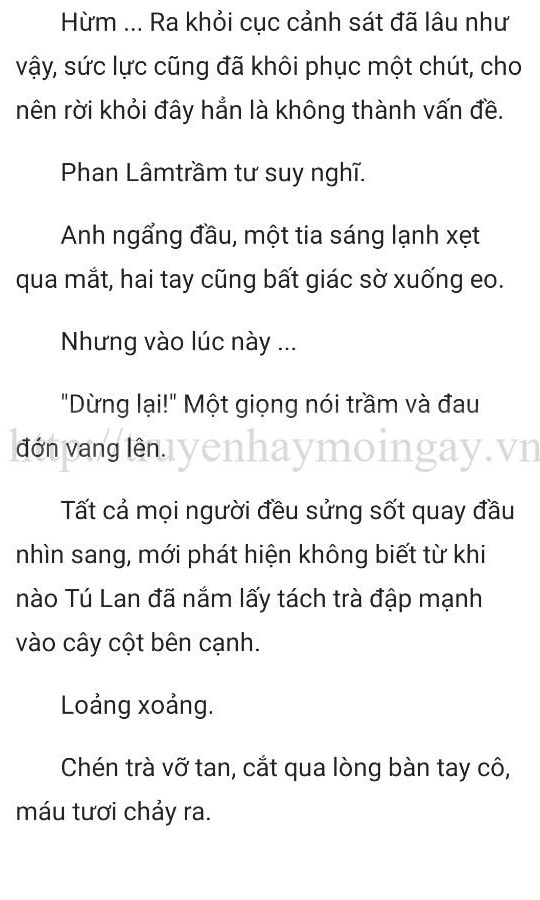 Hừm ... Ra khỏi cục cảnh sát đã lâu như
vậy, sức lực cũng đã khôi phục một chút, cho
nên rời khỏi đây hẳn là không thành vấn đề.
Phan Lâmtrầm tư suy nghĩ.
Anh ngẩng đầu, một tia sáng lạnh xẹt
qua mắt, hai tay cũng bất giác sờ xuống eo.
Nhưng vào lúc này ...
"Dừng lại!" Một giọng nói trầm và đau
đớn vang lên.
http://truyenhaymoingay.vn
Tất cả mọi người đều sửng sốt quay đầu
nhìn sang, mới phát hiện không biết từ khi
nào Tú Lan đã nắm lấy tách trà đập mạnh
vào cây cột bên cạnh.
Loảng xoảng.
Chén trà vỡ tan, cắt qua lòng bàn tay cô,
máu tươi chảy ra.